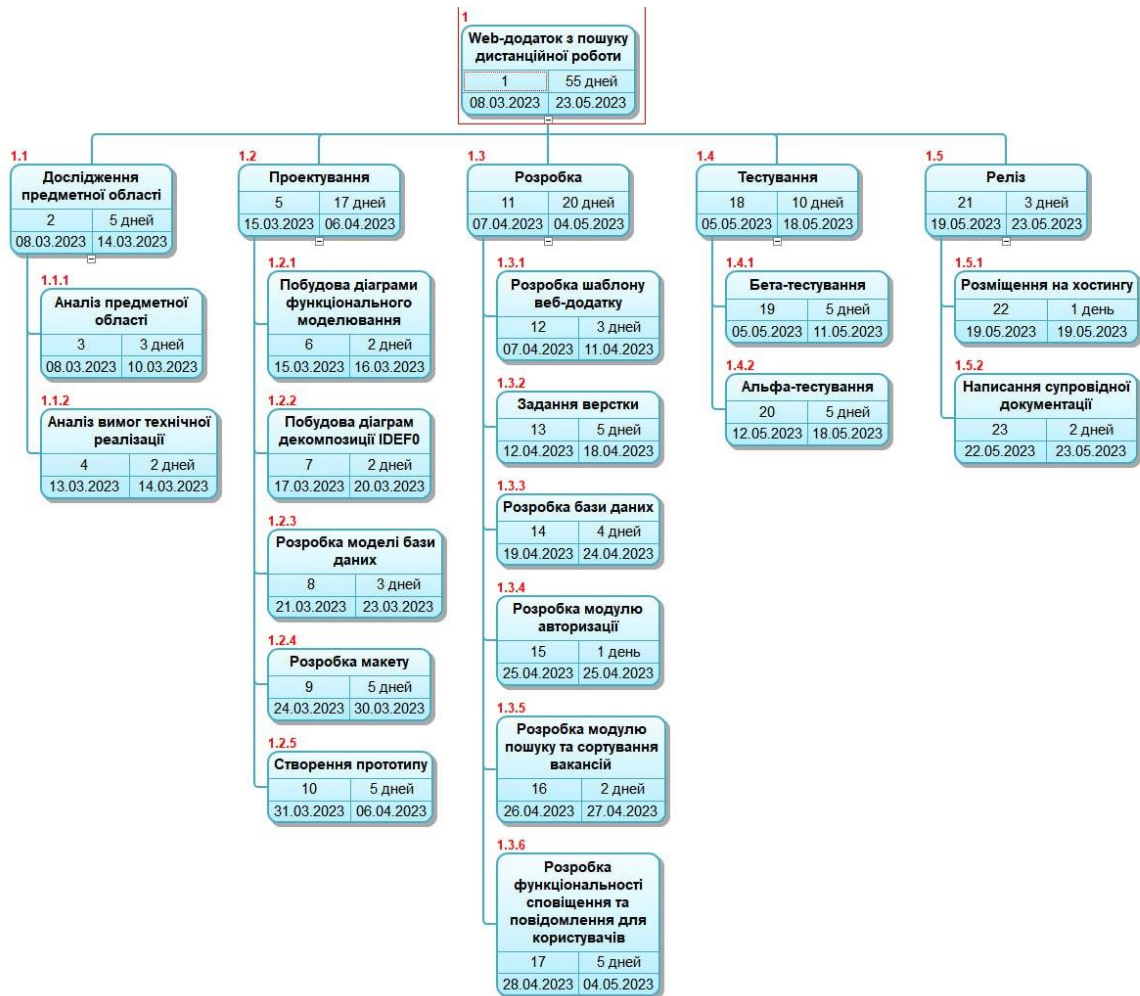 1
Web-додаток з пошуку
дистанційної роботи
1 55 дней
08.03.2023 23.05.2023
1.1
Дослідження
предметної області
2 5 дней
08.03.2023 14.03.2023
1.1.1
Аналіз предметної
області
3 3 дней
08.03.2023 10.03.2023
1.1.2
Аналіз вимог технічної
реалізації
4 2 дней
13.03.2023 14.03.2023
1.2
Проектування
5 17 дней
15.03.2023 06.04.2023
1.2.1
Побудова діаграми
функціонального
моделювання
6 2 дней
15.03.2023 16.03.2023
1.2.2
Побудова діаграм
декомпозиції IDEF0
7 2 дней
17.03.2023 20.03.2023
1.2.3
Розробка моделі бази
даних
8 3 дней
21.03.2023 23.03.2023
1.2.4
Розробка макету
9 5 дней
24.03.2023 30.03.2023
1.2.5
Створення прототипу
10 5 дней
31.03.2023 06.04.2023
1.3
Розробка
11 20 дней
07.04.2023 04.05.2023
1.3.1
Розробка шаблону
веб-додатку
12 3 дней
07.04.2023 11.04.2023
1.3.2
Задання верстки
13 5 дней
12.04.2023 18.04.2023
1.3.3
Розробка бази даних
14 4 дней
19.04.2023 24.04.2023
1.3.4
Розробка модулю
авторизації
15 1 день
25.04.2023 25.04.2023
1.3.5
Розробка модулю
пошуку та сортування
вакансій
16 2 дней
26.04.2023 27.04.2023
1.3.6
Розробка
функціональності
сповіщення та
повідомлення для
користувачів
17 5 дней
28.04.2023 04.05.2023
1.4
Тестування
18 10 дней
05.05.2023 18.05.2023
1.4.1
Бета-тестування
19 5 дней
05.05.2023 11.05.2023
1.4.2
Альфа-тестування
20 5 дней
12.05.2023 18.05.2023
1.5
Реліз
21 3 дней
19.05.2023 23.05.2023
1.5.1
Розміщення на хостингу
22 1 день
19.05.2023 19.05.2023
1.5.2
Написання супровідної
документації
23 2 дней
22.05.2023 23.05.2023